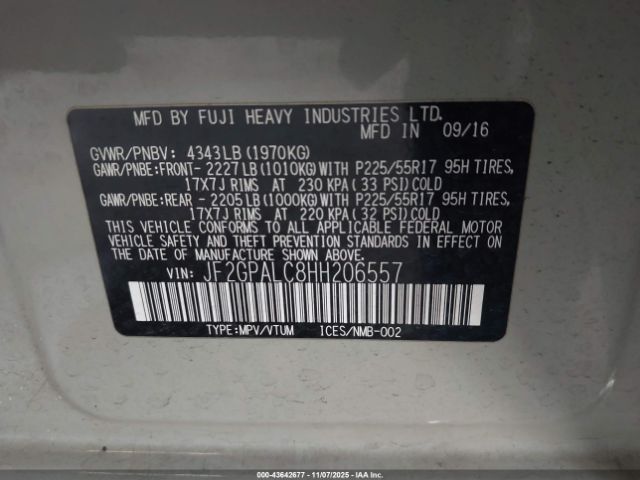 MFD BY FUJI HEAVY INDUSTRIES LTD.
MFD IN 09/16
GVWR/PNBV: 4343LB (1970KG)
GAWR/PNBE:FRONT- 2227LB (1010KG) WITH P225/55R17 95H TIRES,
17X7J RIMS AT 230 KPA (33 PSI) COLD
GAWR/PNBE:REAR - 2205LB (1000KG) WITH P225/55R17 95H TIRES,
17X7J RIMS AT 220 KPA (32 PSI) COLD
THIS VEHICLE CONFORMS TO ALL APPLICABLE FEDERAL MOTOR
VEHICLE SAFETY AND THEFT PREVENTION STANDARDS IN EFFECT
ON THE DATE OF MANUFACTURE SHOWN ABOVE.
VIN: JF2GPALC8HH206557
TYPE:MPV/VTUM ICES/NMB-002
000-43642677 - 11/07/2025 - IAAI.COM